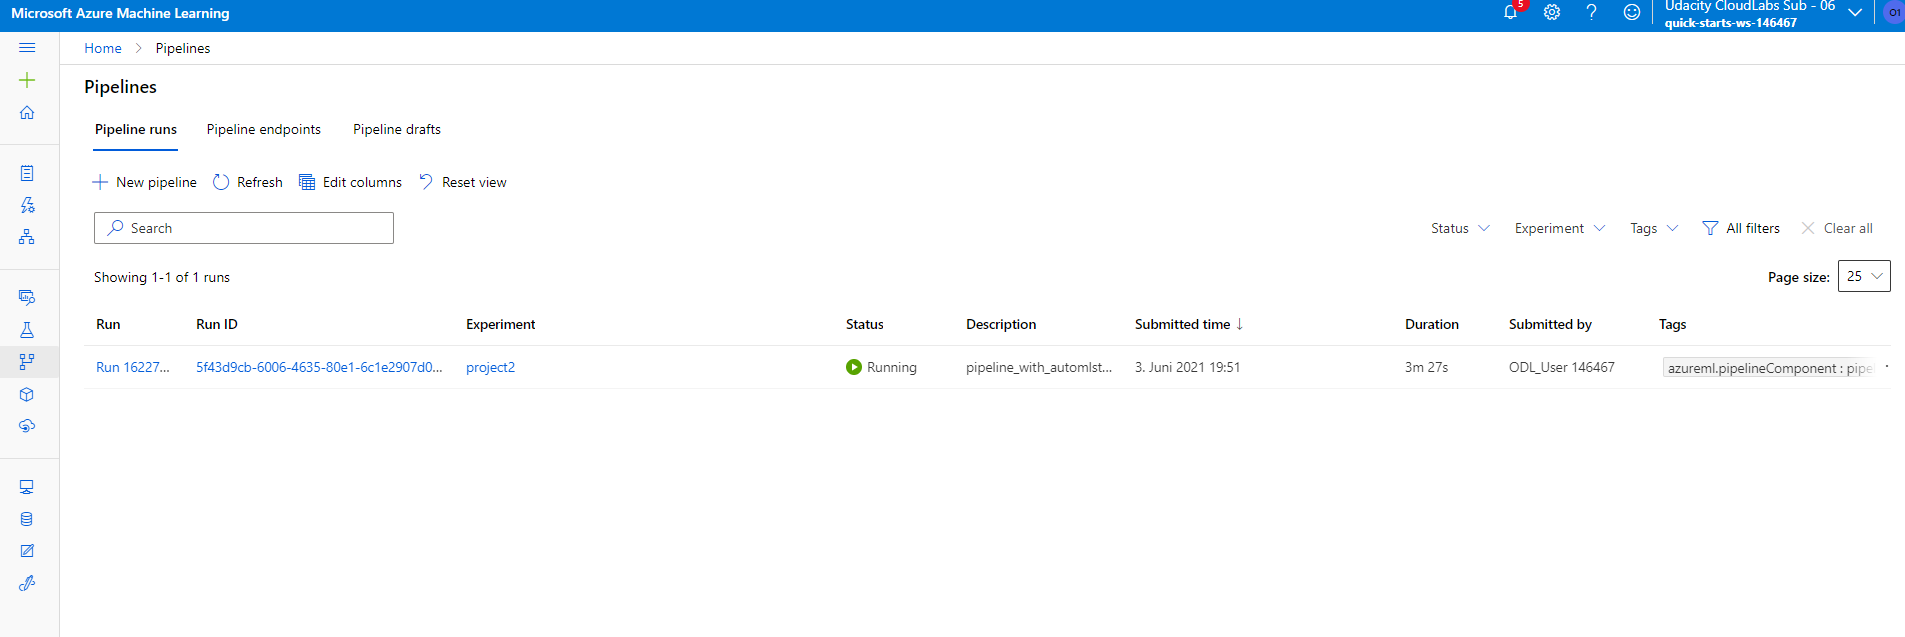 Microsoft Azure Machine Learning
5
Udacity CloudLabs Sub - 06
quick-starts-ws-146467
O1
Home > Pipelines
Pipelines
Pipeline runs Pipeline endpoints Pipeline drafts
New pipeline Refresh Edit columns Reset view
Search
Status Experiment Tags All filters Clear all
Showing 1-1 of 1 runs
Page size: 25
Run Run ID Experiment Status Description Submitted time ↓ Duration Submitted by Tags
Run 16227... 5f43d9cb-6006-4635-80e1-6c1e2907d0... project2 Running pipeline_with_automlst... 3. Juni 2021 19:51 3m 27s ODL_User 146467 azureml.pipelineComponent : pipe